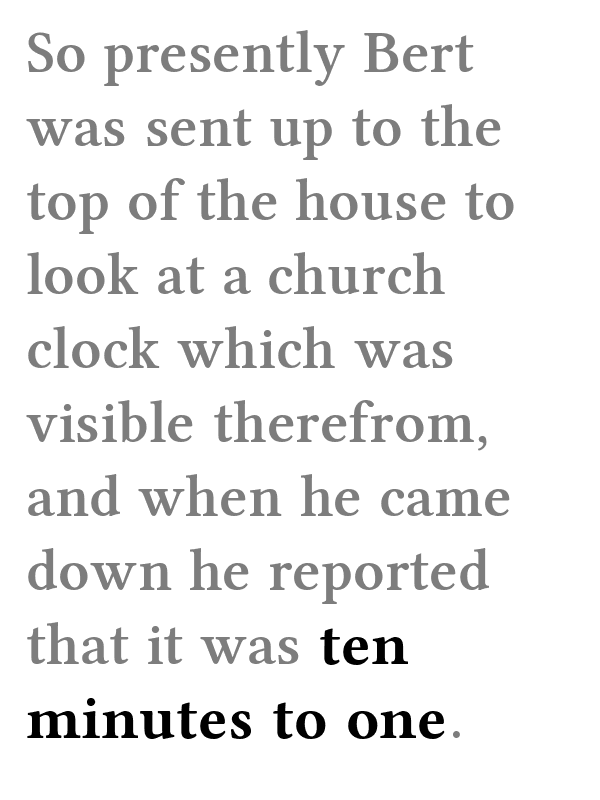 So presently Bert
was sent up to the
top of the house to
look at a church
clock which was
visible therefrom,
and when he came
down he reported
that it was ten
minutes to one.